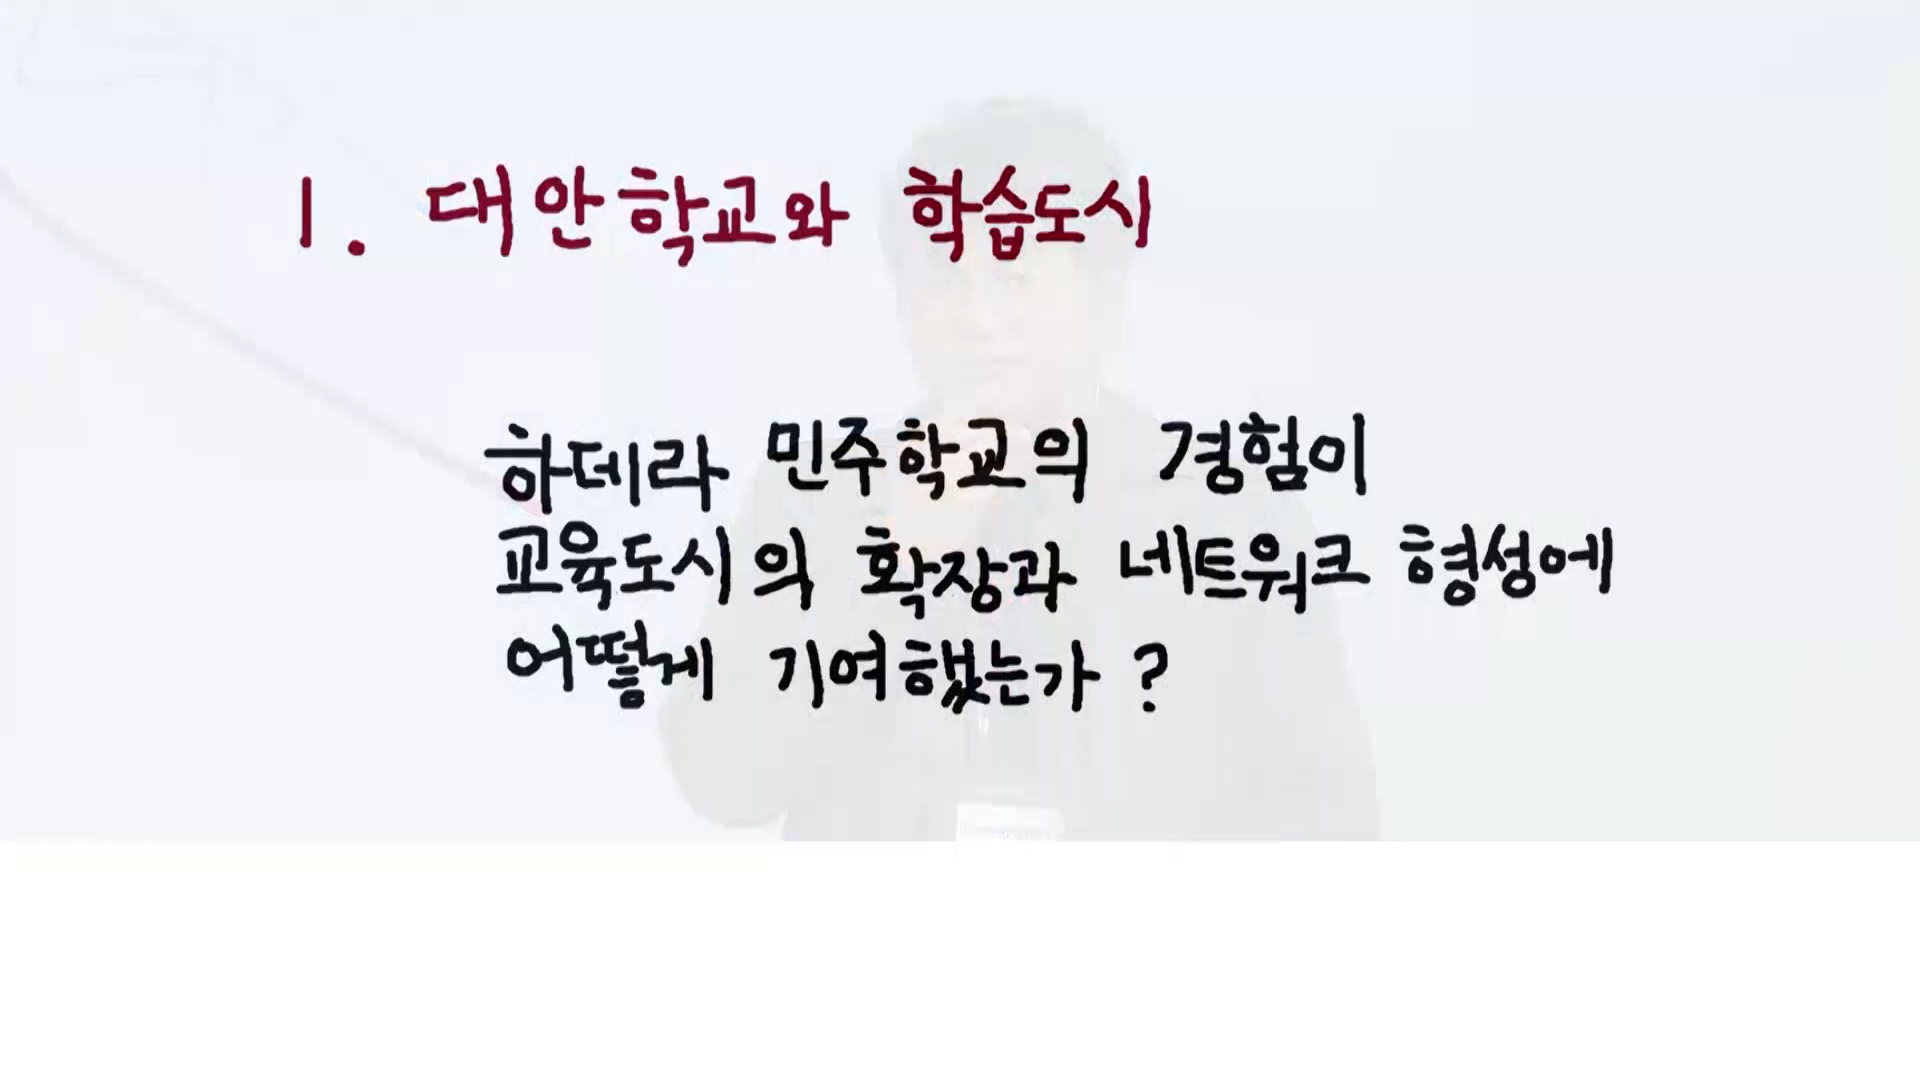 1. 대안학교와 학습도시
하데라 민주학교의 경험이
교육도시의 확장과 네트워크 형성에
어떻게 기여했는가?